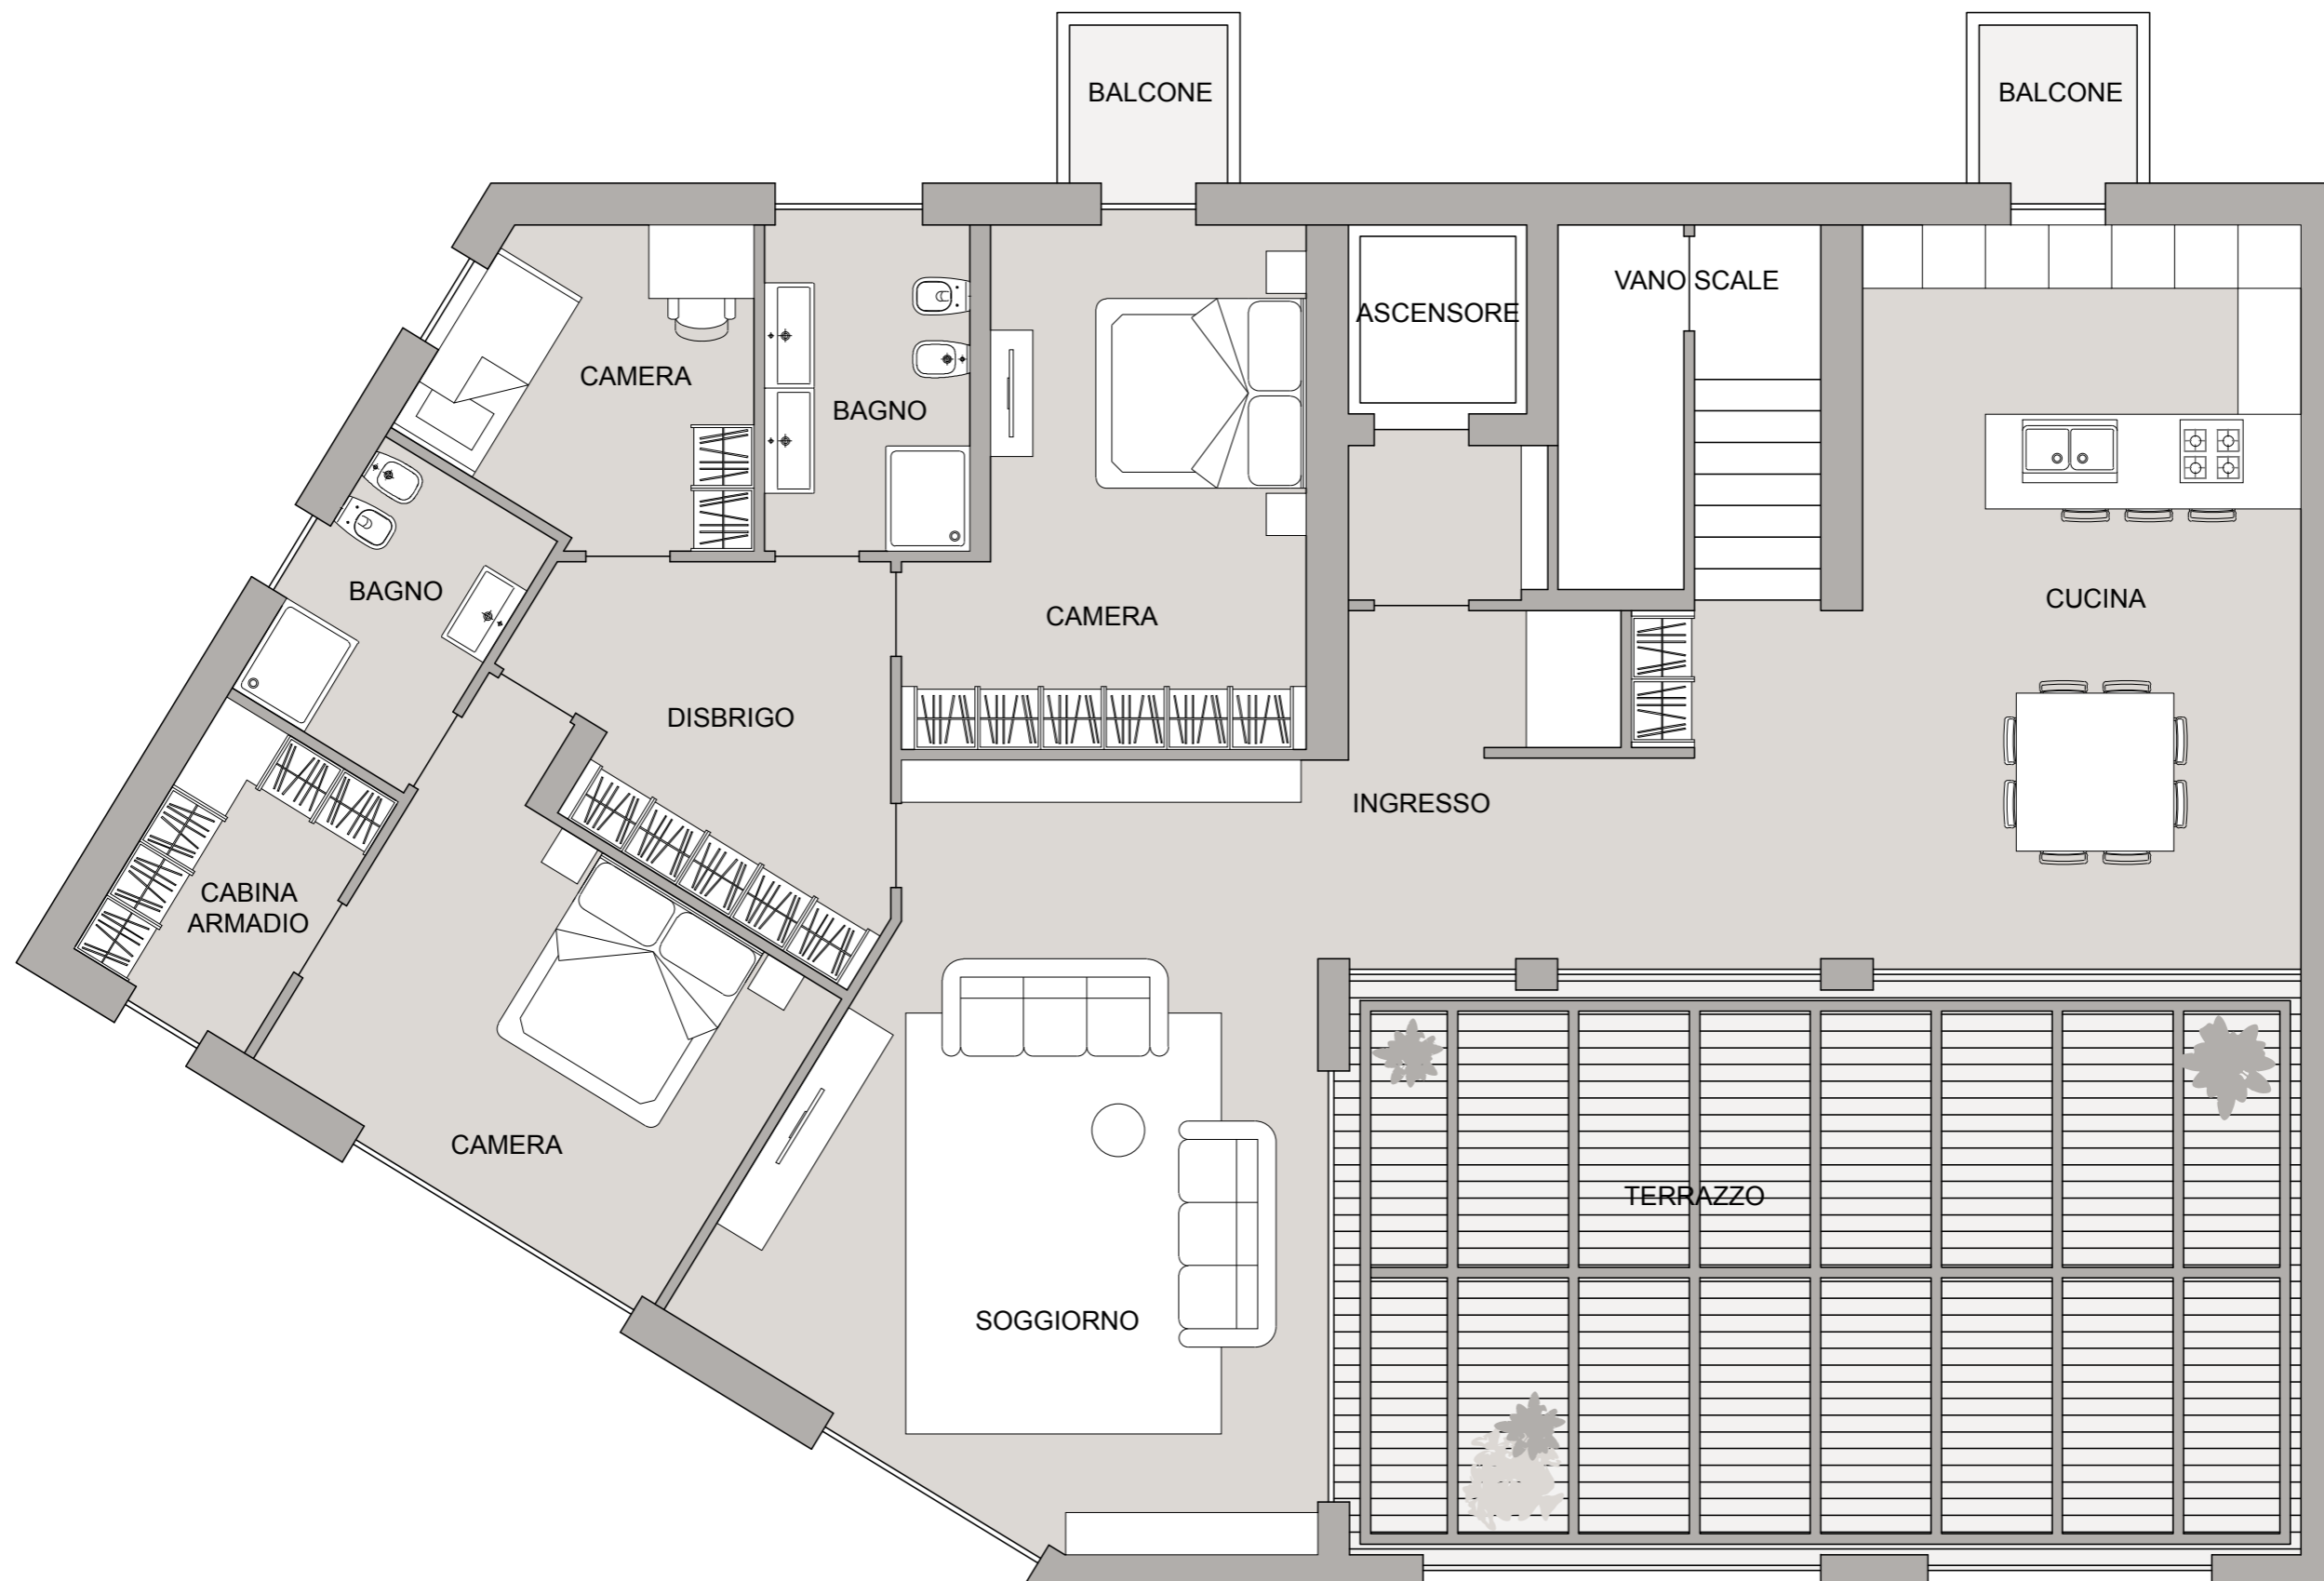 BALCONE
BALCONE
VANO SCALE
ASCENSORE
CAMERA
BAGNO
BAGNO
CUCINA
CAMERA
DISBRIGO
INGRESSO
CABINA
ARMADIO
CAMERA
TERRAZZO
SOGGIORNO